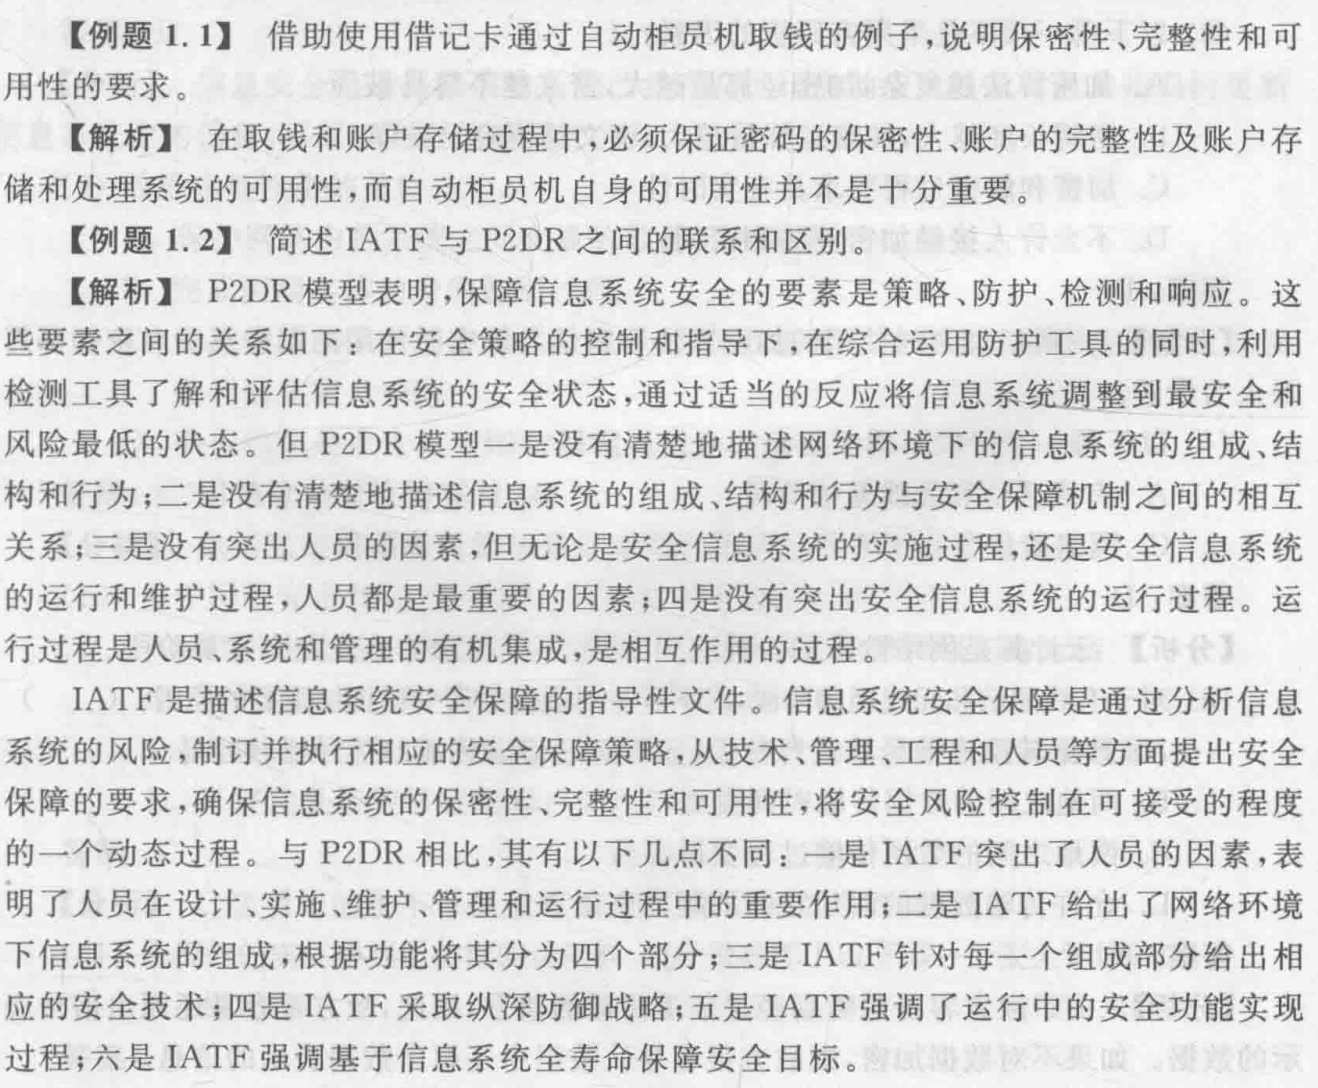 【例题 1.1】 借助使用借记卡通过自动柜员机取钱的例子,说明保密性、完整性和可
用性的要求。
【解析】 在取钱和账户存储过程中,必须保证密码的保密性、账户的完整性及账户存
储和处理系统的可用性,而自动柜员机自身的可用性并不是十分重要。
【例题 1.2】 简述 IATF 与 P2DR 之间的联系和区别。
【解析】 P2DR 模型表明,保障信息系统安全的要素是策略、防护、检测和响应。这
些要素之间的关系如下：在安全策略的控制和指导下,在综合运用防护工具的同时,利用
检测工具了解和评估信息系统的安全状态,通过适当的反应将信息系统调整到最安全和
风险最低的状态。但 P2DR 模型一是没有清楚地描述网络环境下的信息系统的组成、结
构和行为;二是没有清楚地描述信息系统的组成、结构和行为与安全保障机制之间的相互
关系;三是没有突出人员的因素,但无论是安全信息系统的实施过程,还是安全信息系统
的运行和维护过程,人员都是最重要的因素;四是没有突出安全信息系统的运行过程。运
行过程是人员、系统和管理的有机集成,是相互作用的过程。
IATF 是描述信息系统安全保障的指导性文件。信息系统安全保障是通过分析信息
系统的风险,制订并执行相应的安全保障策略,从技术、管理、工程和人员等方面提出安全
保障的要求,确保信息系统的保密性、完整性和可用性,将安全风险控制在可接受的程度
的一个动态过程。与 P2DR 相比,其有以下几点不同：一是 IATF 突出了人员的因素,表
明了人员在设计、实施、维护、管理和运行过程中的重要作用;二是 IATF 给出了网络环境
下信息系统的组成,根据功能将其分为四个部分;三是 IATF 针对每一个组成部分给出相
应的安全技术;四是 IATF 采取纵深防御战略;五是 IATF 强调了运行中的安全功能实现
过程;六是 IATF 强调基于信息系统全寿命保障安全目标。